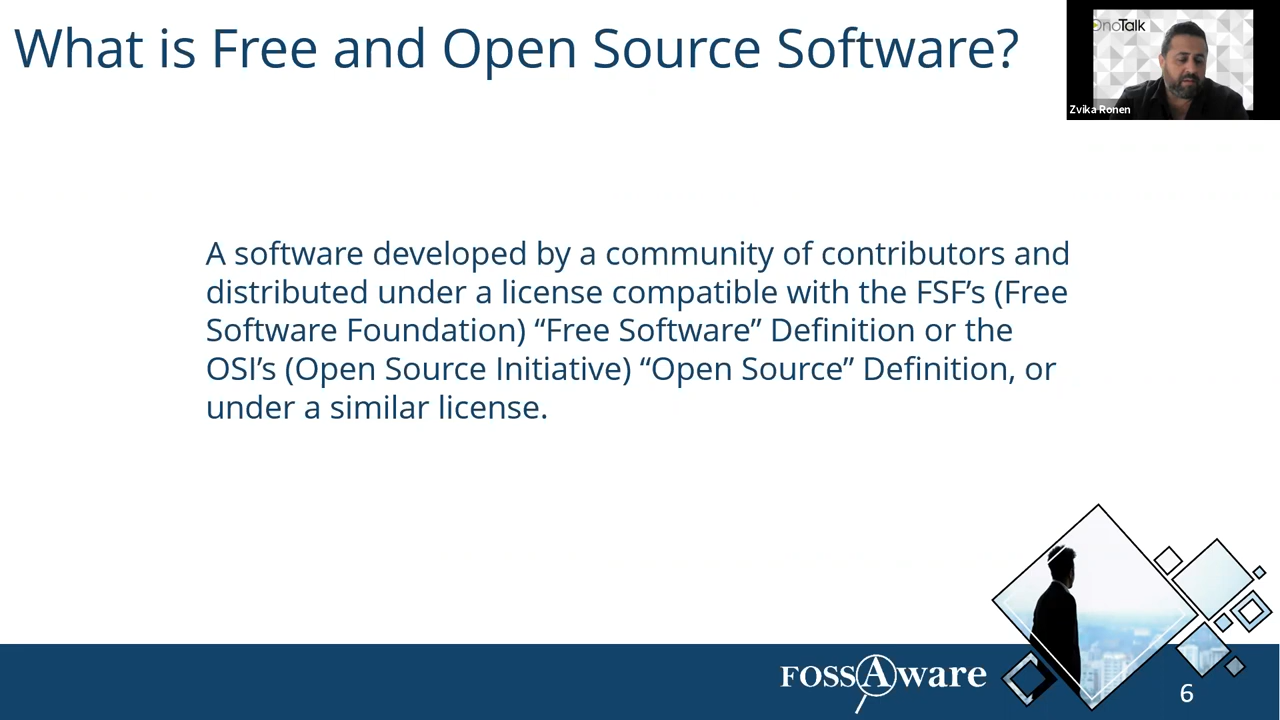 What is Free and Open Source Software?
OnoTalk
Zvika Ronen
A software developed by a community of contributors and
distributed under a license compatible with the FSF’s (Free
Software Foundation) “Free Software” Definition or the
OSI’s (Open Source Initiative) “Open Source” Definition, or
under a similar license.
FOSSAware
6